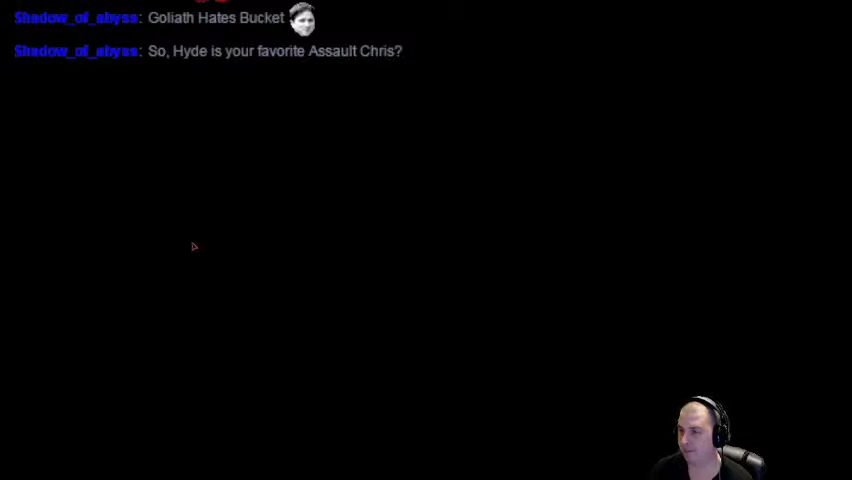 Shadow_of_abyss: Goliath Hates Bucket
Shadow_of_abyss: So, Hyde is your favorite Assault Chris?